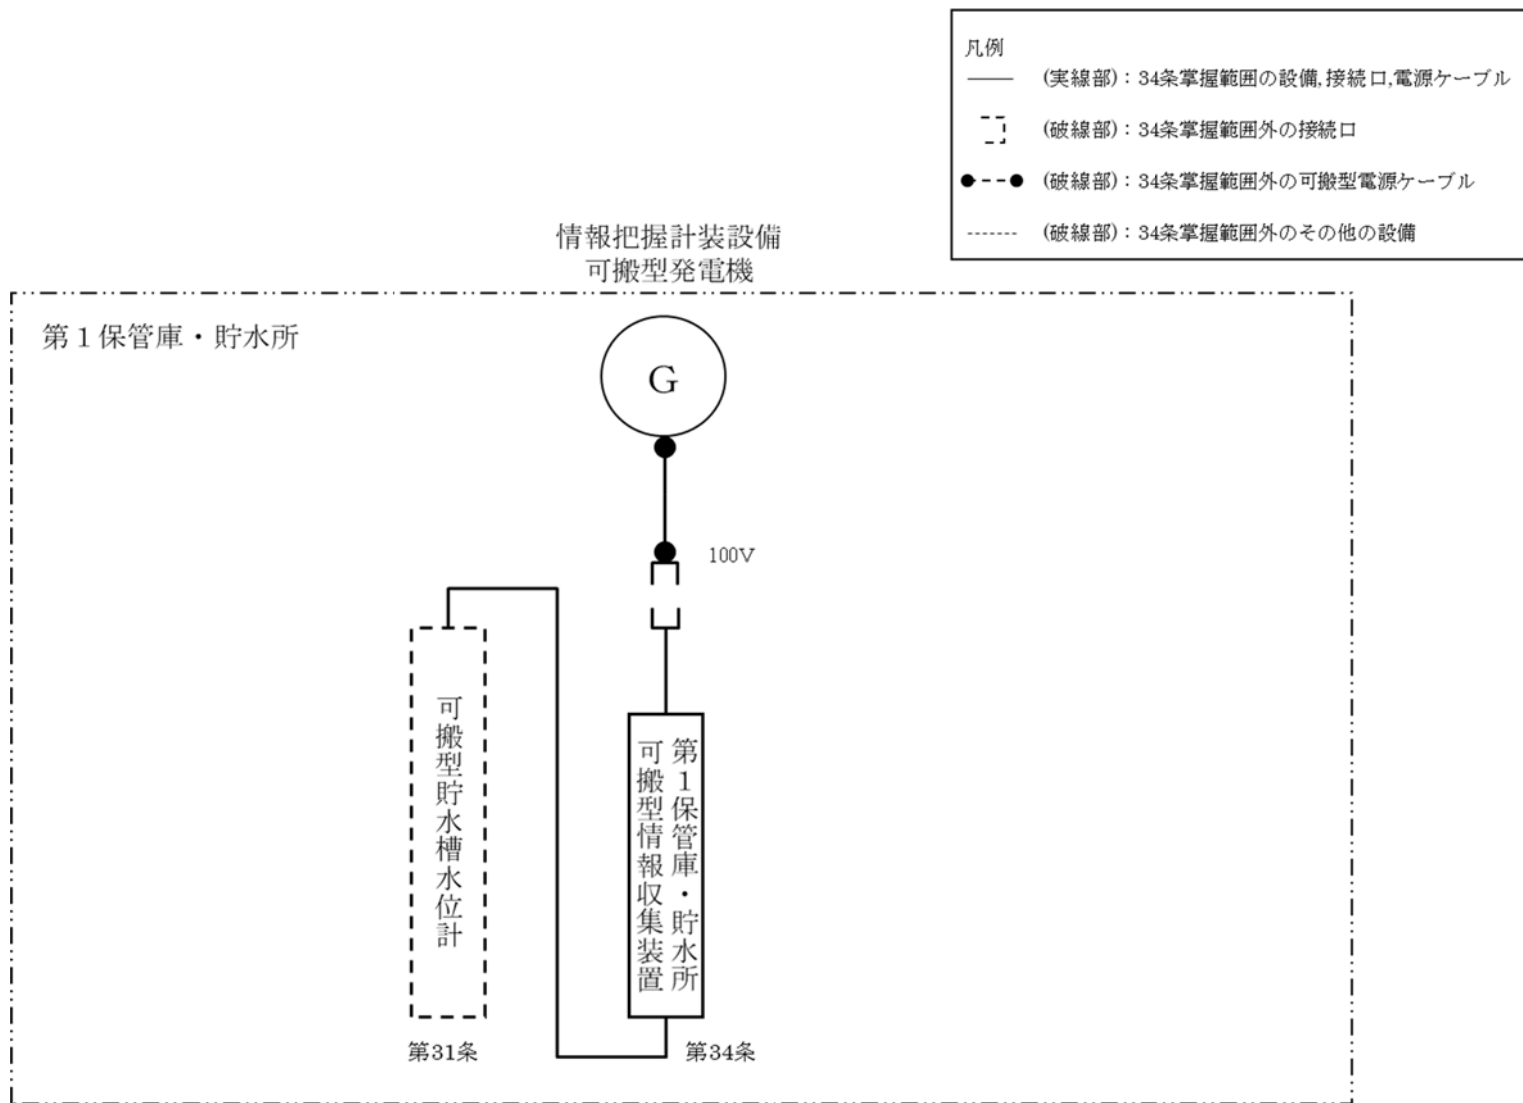 凡例
(実線部)：34条掌握範囲の設備,接続口,電源ケーブル
(破線部)：34条掌握範囲外の接続口
(破線部)：34条掌握範囲外の可搬型電源ケーブル
(破線部)：34条掌握範囲外のその他の設備
情報把握計装設備
可搬型発電機
第１保管庫・貯水所
G
100V
可搬型貯水槽水位計
第１保管庫・貯水所
可搬型情報収集装置
第31条
第34条